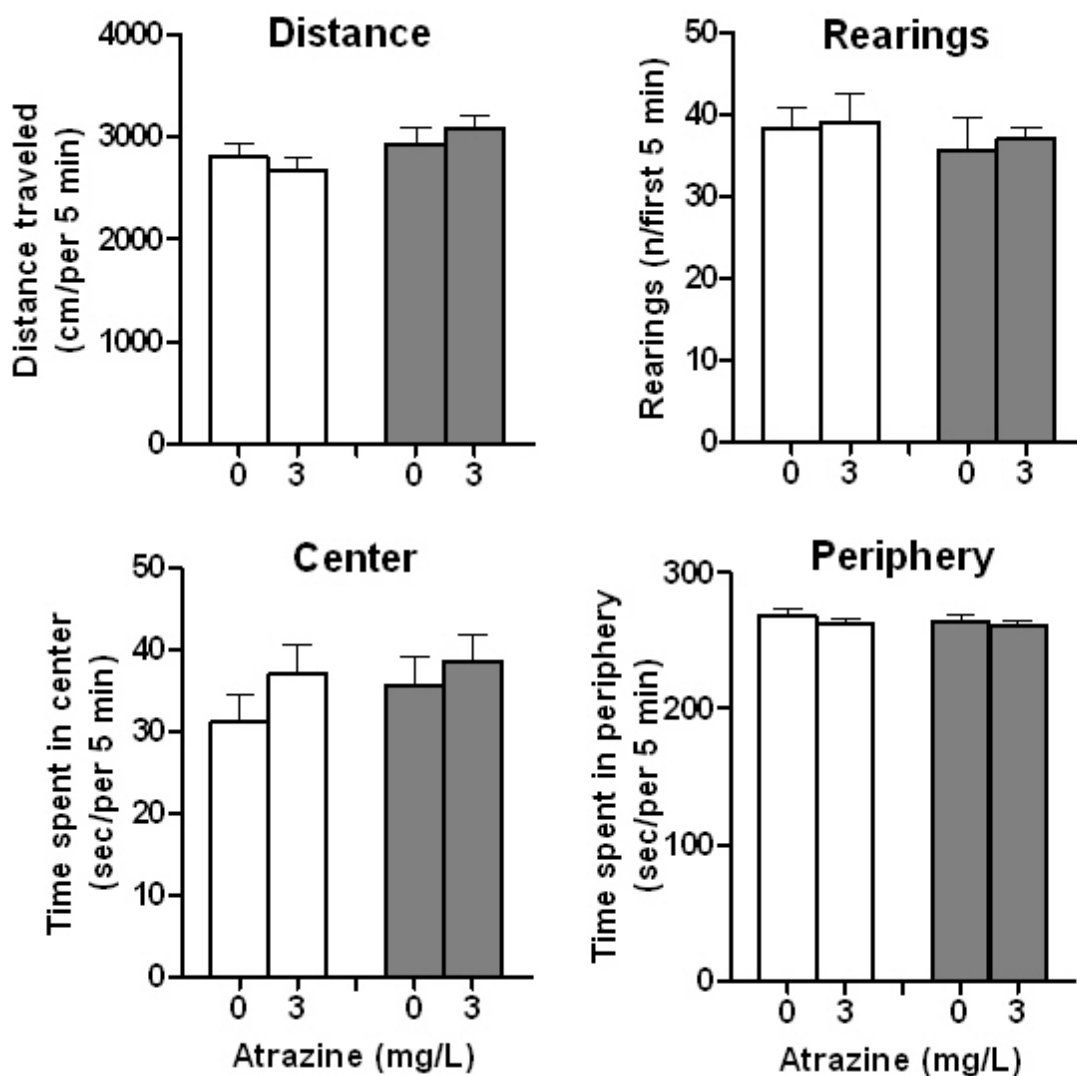 Distance
Distance traveled
(cm/per 5 min)
4000
3000
2000
1000
0
0 3 0 3
Rearings
Rearings (n/first 5 min)
50
40
30
20
10
0
0 3 0 3
Center
Time spent in center
(sec/per 5 min)
50
40
30
20
10
0
0 3 0 3
Atrazine (mg/L)
Periphery
Time spent in periphery
(sec/per 5 min)
300
200
100
0
0 3 0 3
Atrazine (mg/L)